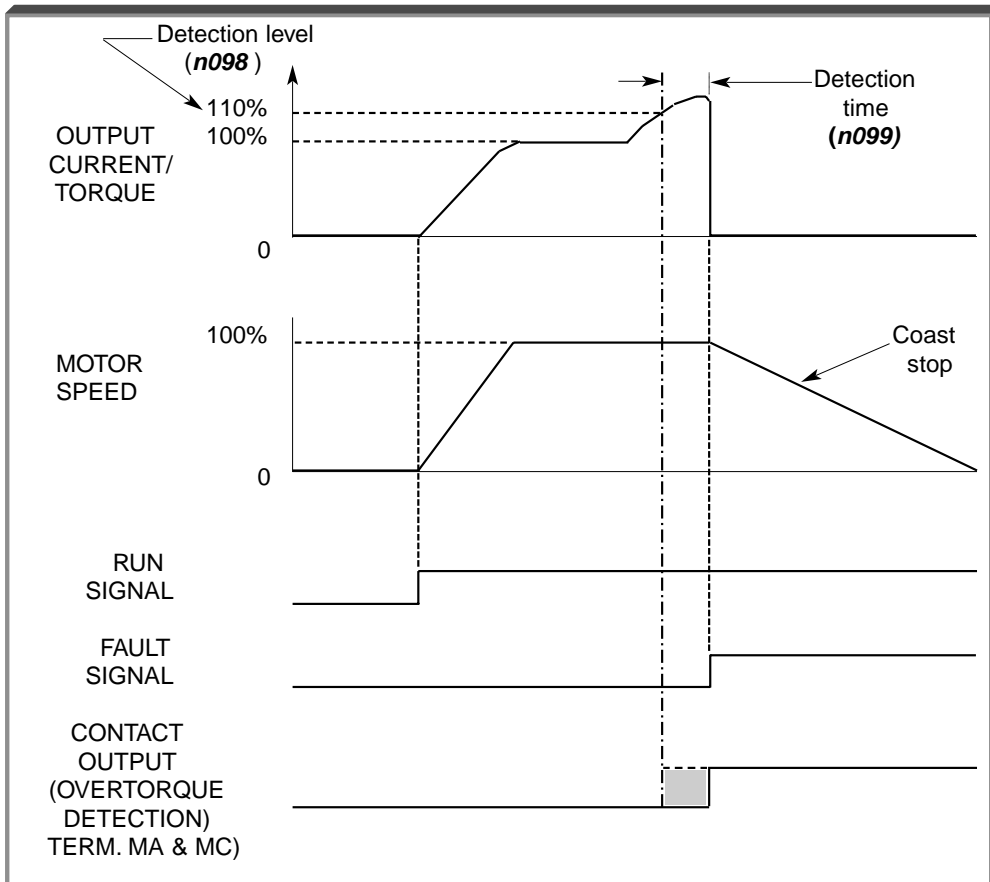 Detection level
(n098 )
110%
100%
OUTPUT
CURRENT/
TORQUE
0
Detection
time
(n099)
100%
MOTOR
SPEED
0
Coast
stop
RUN
SIGNAL
FAULT
SIGNAL
CONTACT
OUTPUT
(OVERTORQUE
DETECTION)
TERM. MA & MC)